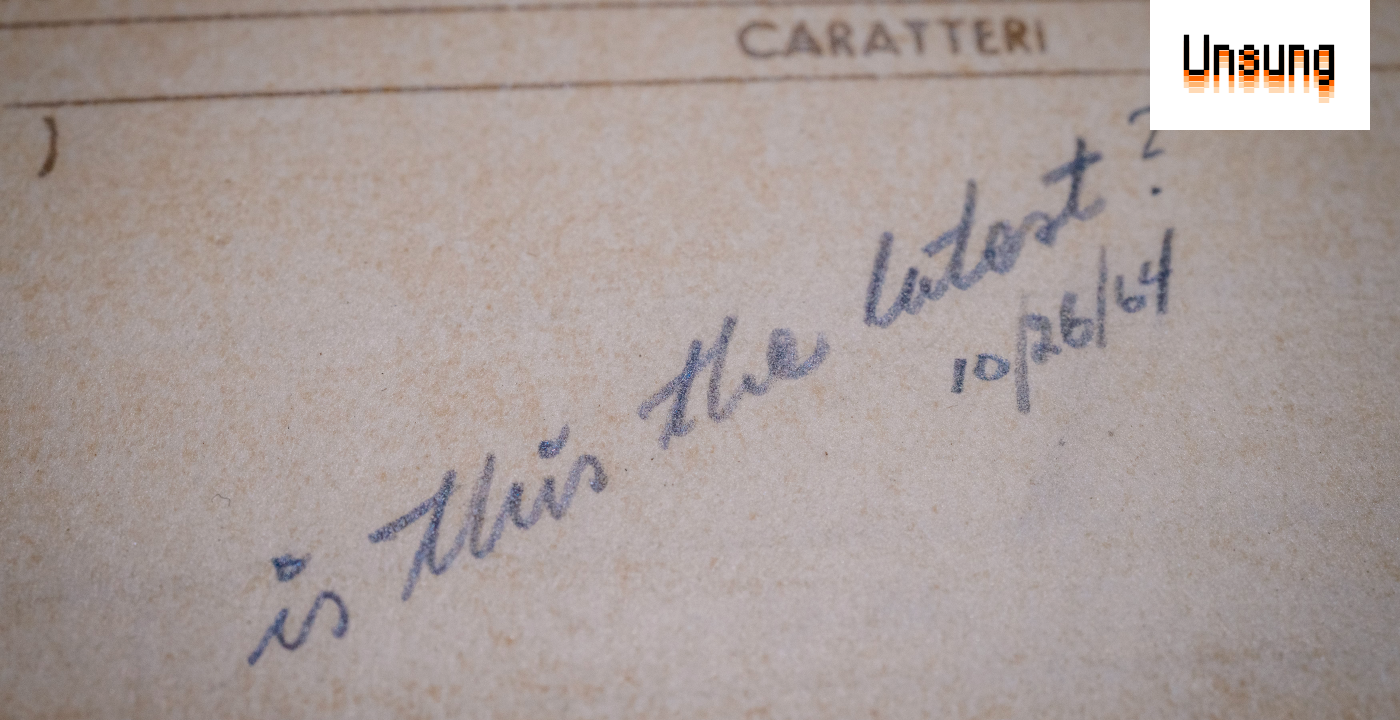 CARATTERI
Unsung
)
is this the latest ?
10/26/64